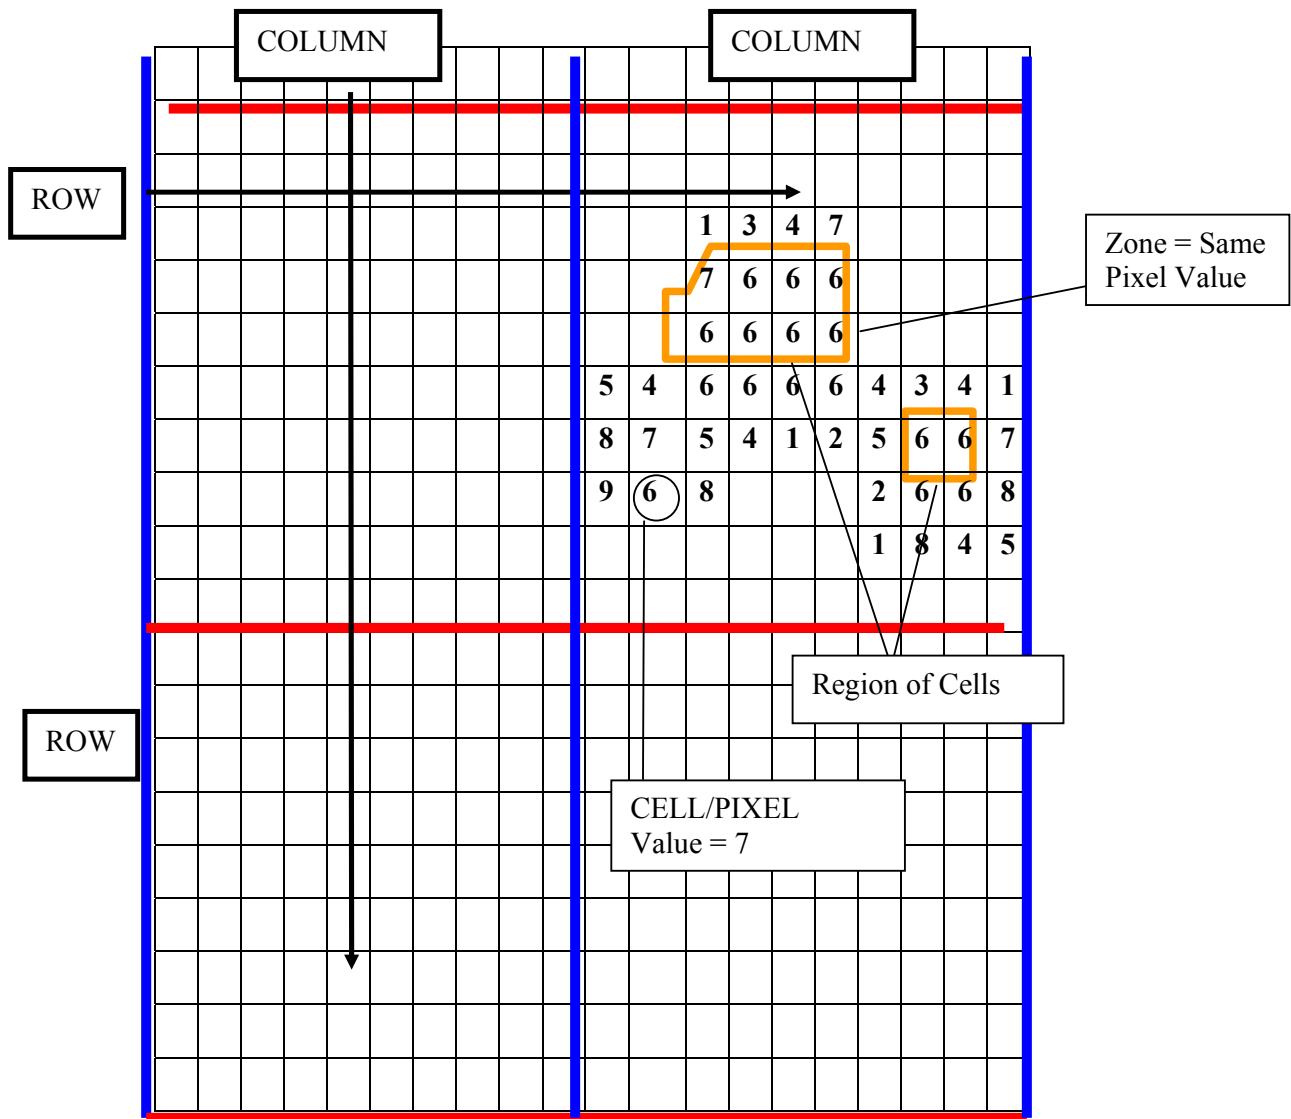 COLUMN COLUMN
ROW
1 3 4 7
Zone = Same
Pixel Value
7 6 6 6
6 6 6 6
5 4 6 6 6 6 4 3 4 1
8 7 5 4 1 2 5 6 6 7
9 6 8 2 6 6 8
1 8 4 5
Region of Cells
ROW
CELL/PIXEL
Value = 7